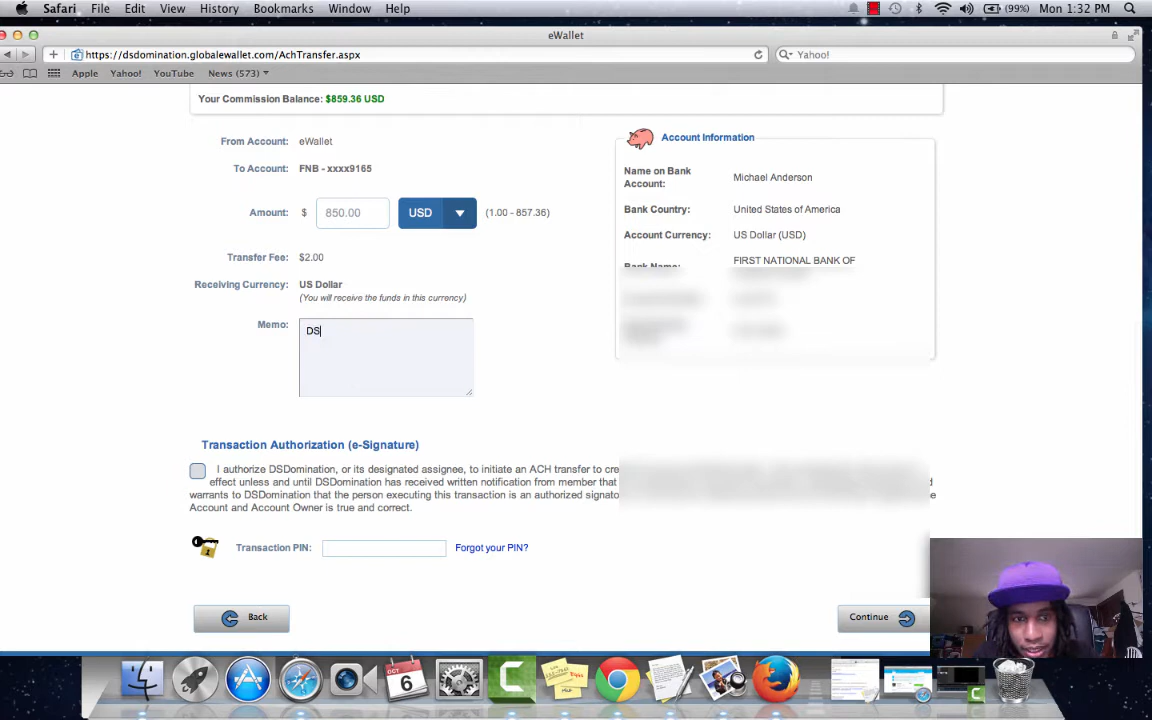 Safari File Edit View History Bookmarks Window Help (99%) Mon 1:32 PM
eWallet
https://dsdomination.globalewallet.com/AchTransfer.aspx Yahoo!
Apple Yahoo! YouTube News (573)
Your Commission Balance: $859.36 USD
From Account: eWallet
To Account: FNB - xxxx9165
Amount: $ 850.00 USD (1.00 - 857.36)
Transfer Fee: $2.00
Receiving Currency: US Dollar
(You will receive the funds in this currency)
Memo: DS
Account Information
Name on Bank Account: Michael Anderson
Bank Country: United States of America
Account Currency: US Dollar (USD)
Bank Name: FIRST NATIONAL BANK OF
Transaction Authorization (e-Signature)
I authorize DSDomination, or its designated assignee, to initiate an ACH transfer to cre
effect unless and until DSDomination has received written notification from member that
warrants to DSDomination that the person executing this transaction is an authorized signato
Account and Account Owner is true and correct.
Transaction PIN: Forgot your PIN?
Back Continue
OCT
6